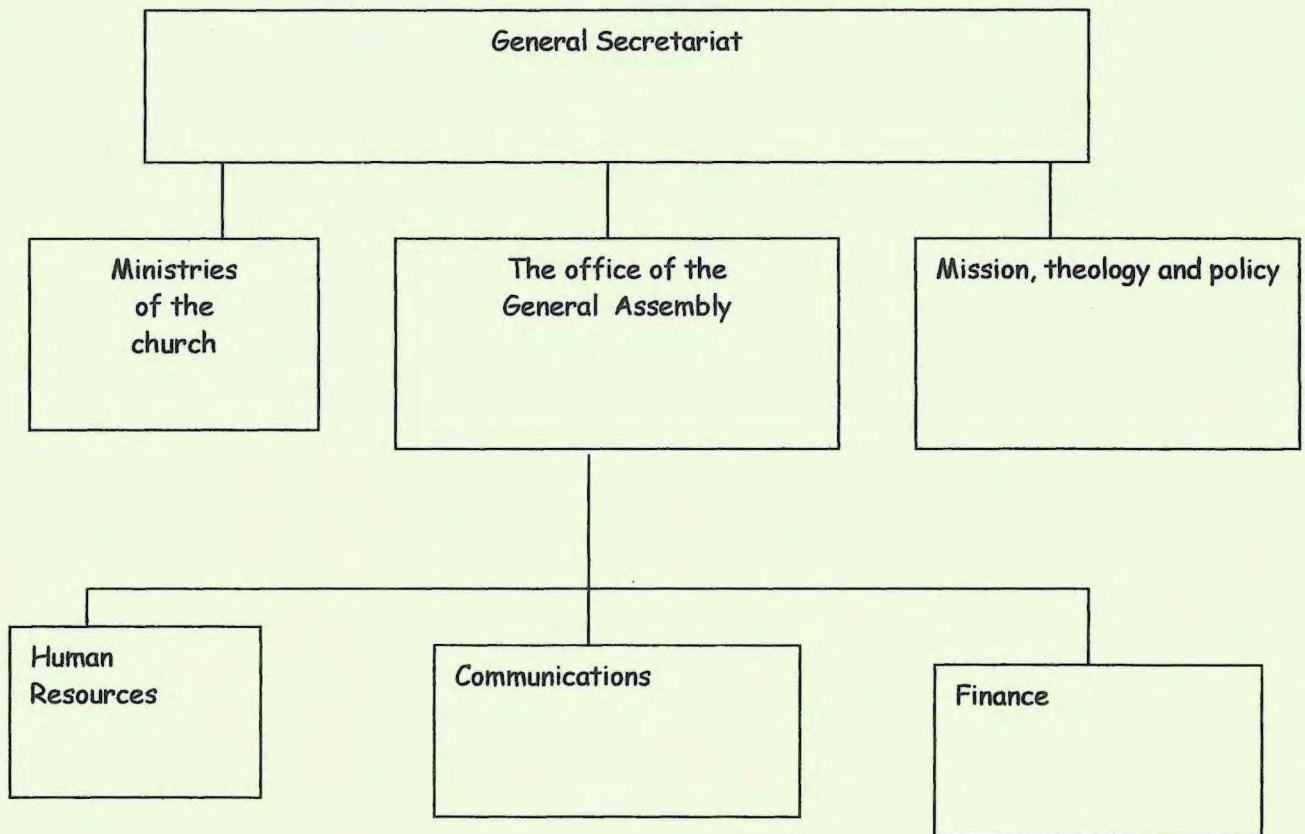 General Secretariat
Ministries
of the
church
The office of the
General Assembly
Mission, theology and policy
Human
Resources
Communications
Finance